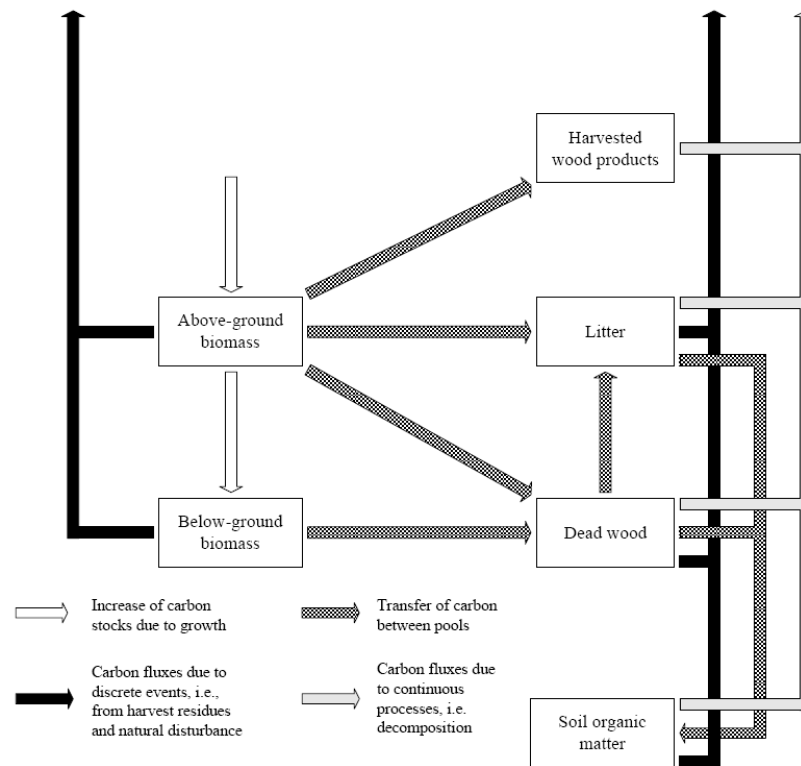 Harvested
wood products
Above-ground
biomass
Litter
Below-ground
biomass
Dead wood
Increase of carbon
stocks due to growth
Transfer of carbon
between pools
Carbon fluxes due to
discrete events, i.e.,
from harvest residues
and natural disturbance
Carbon fluxes due
to continuous
processes, i.e.
decomposition
Soil organic
matter